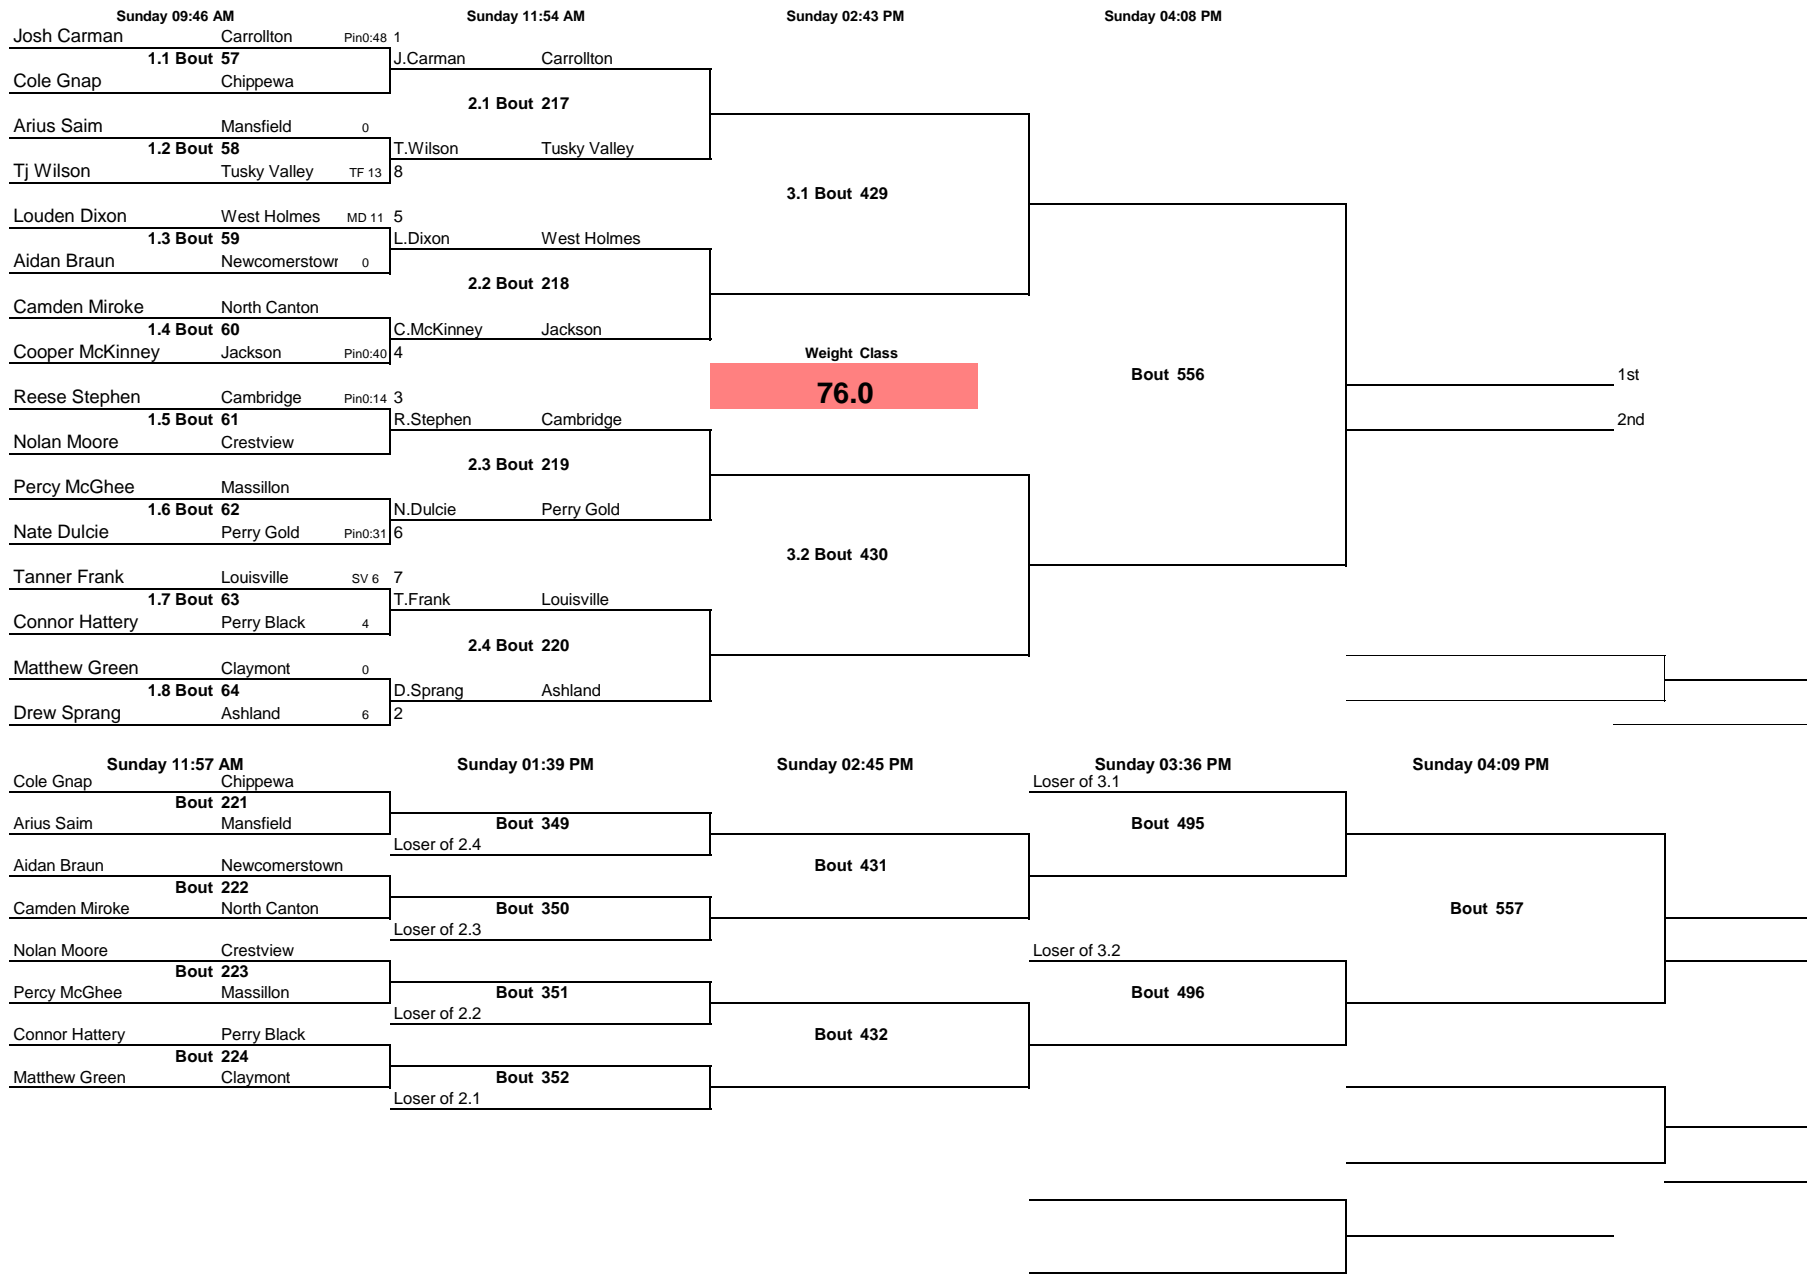 Sunday 09:46 AM Sunday 11:54 AM Sunday 02:43 PM Sunday 04:08 PM
Josh Carman Carrollton Pin0:48 1
1.1 Bout 57 J.Carman Carrollton
Cole Gnap Chippewa
2.1 Bout 217
Arius Saim Mansfield 0
1.2 Bout 58 T.Wilson Tusky Valley
Tj Wilson Tusky Valley TF 13 8
3.1 Bout 429
Louden Dixon West Holmes MD 11 5
1.3 Bout 59 L.Dixon West Holmes
Aidan Braun Newcomerstown 0
2.2 Bout 218
Camden Miroke North Canton
1.4 Bout 60 C.McKinney Jackson
Cooper McKinney Jackson Pin0:40 4 Weight Class
Bout 556 1st
76.0
Reese Stephen Cambridge Pin0:14 3
1.5 Bout 61 R.Stephen Cambridge 2nd
Nolan Moore Crestview
2.3 Bout 219
Percy McGhee Massillon
1.6 Bout 62 N.Dulcie Perry Gold
Nate Dulcie Perry Gold Pin0:31 6
3.2 Bout 430
Tanner Frank Louisville SV 6 7
1.7 Bout 63 T.Frank Louisville
Connor Hattery Perry Black 4
2.4 Bout 220
Matthew Green Claymont 0
1.8 Bout 64 D.Sprang Ashland
Drew Sprang Ashland 6 2
Sunday 11:57 AM Sunday 01:39 PM Sunday 02:45 PM Sunday 03:36 PM Sunday 04:09 PM
Cole Gnap Chippewa Loser of 3.1
Bout 221
Arius Saim Mansfield Bout 349 Bout 495
Loser of 2.4
Aidan Braun Newcomerstown Bout 431
Bout 222
Camden Miroke North Canton Bout 350 Bout 557
Loser of 2.3
Nolan Moore Crestview Loser of 3.2
Bout 223
Percy McGhee Massillon Bout 351 Bout 496
Loser of 2.2
Connor Hattery Perry Black Bout 432
Bout 224
Matthew Green Claymont Bout 352
Loser of 2.1